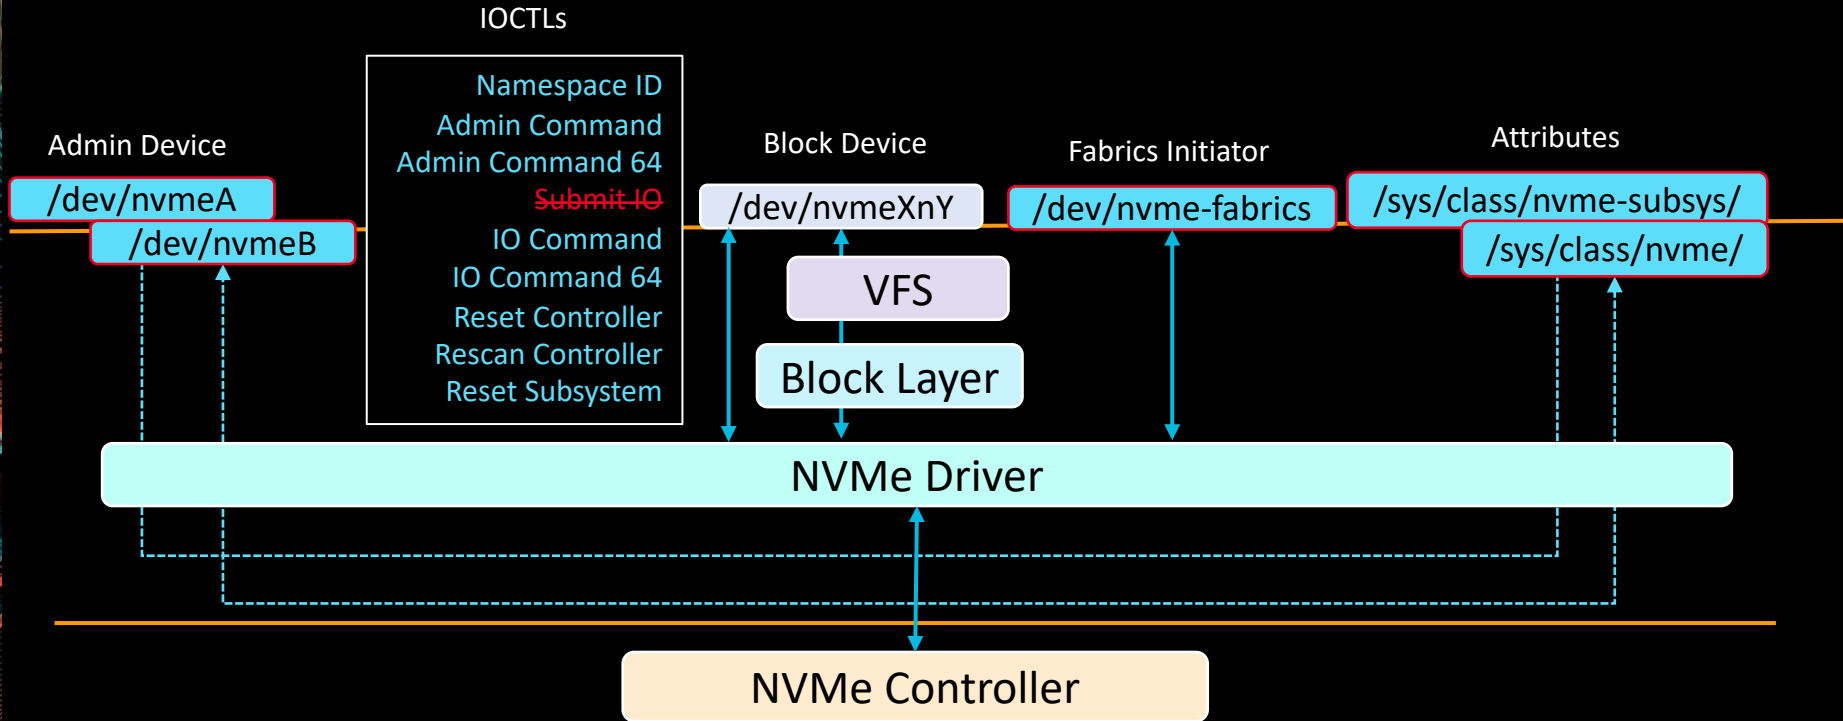 IOCTLs
Namespace ID
Admin Command
Admin Command 64
Submit IO
IO Command
IO Command 64
Reset Controller
Rescan Controller
Reset Subsystem
Admin Device
/dev/nvmeA
/dev/nvmeB
Block Device
/dev/nvmeXnY
VFS
Block Layer
Fabrics Initiator
/dev/nvme-fabrics
Attributes
/sys/class/nvme-subsys/
/sys/class/nvme/
NVMe Driver
NVMe Controller